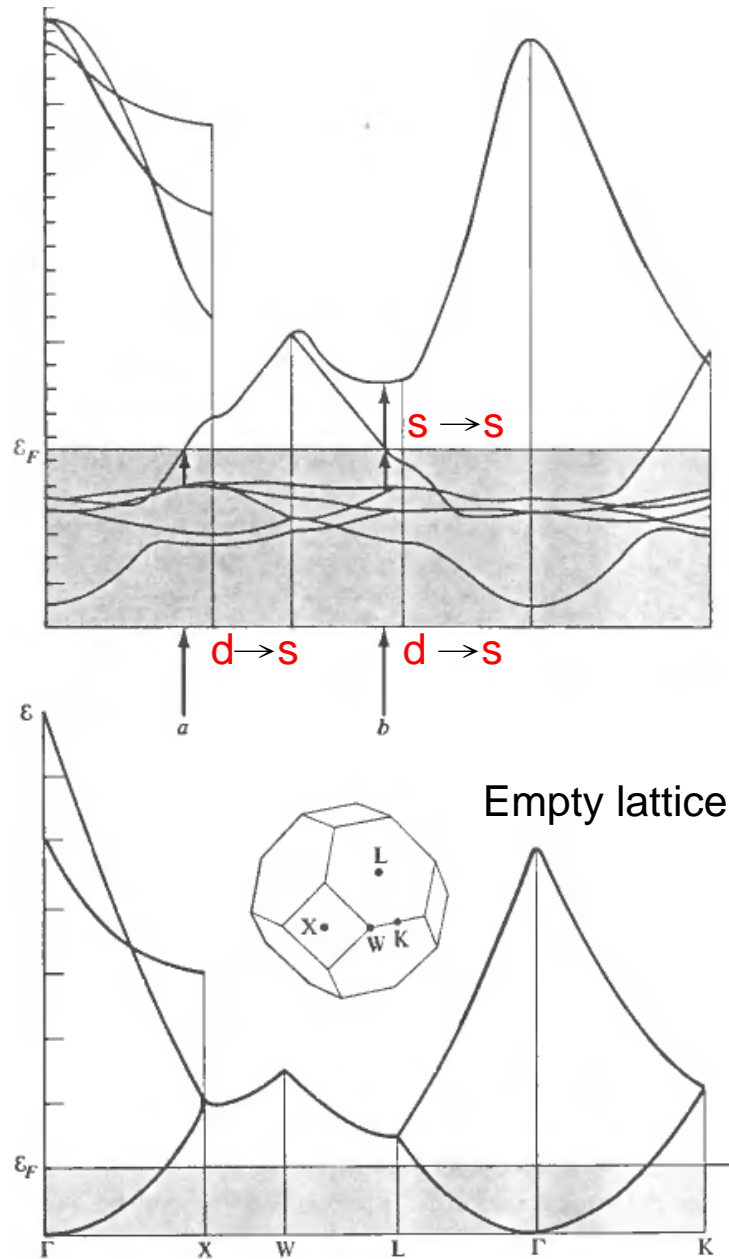 ε_F
s → s
d → s d → s
a b
ε
Empty lattice
L
X W K
ε_F
Γ X W L Γ K